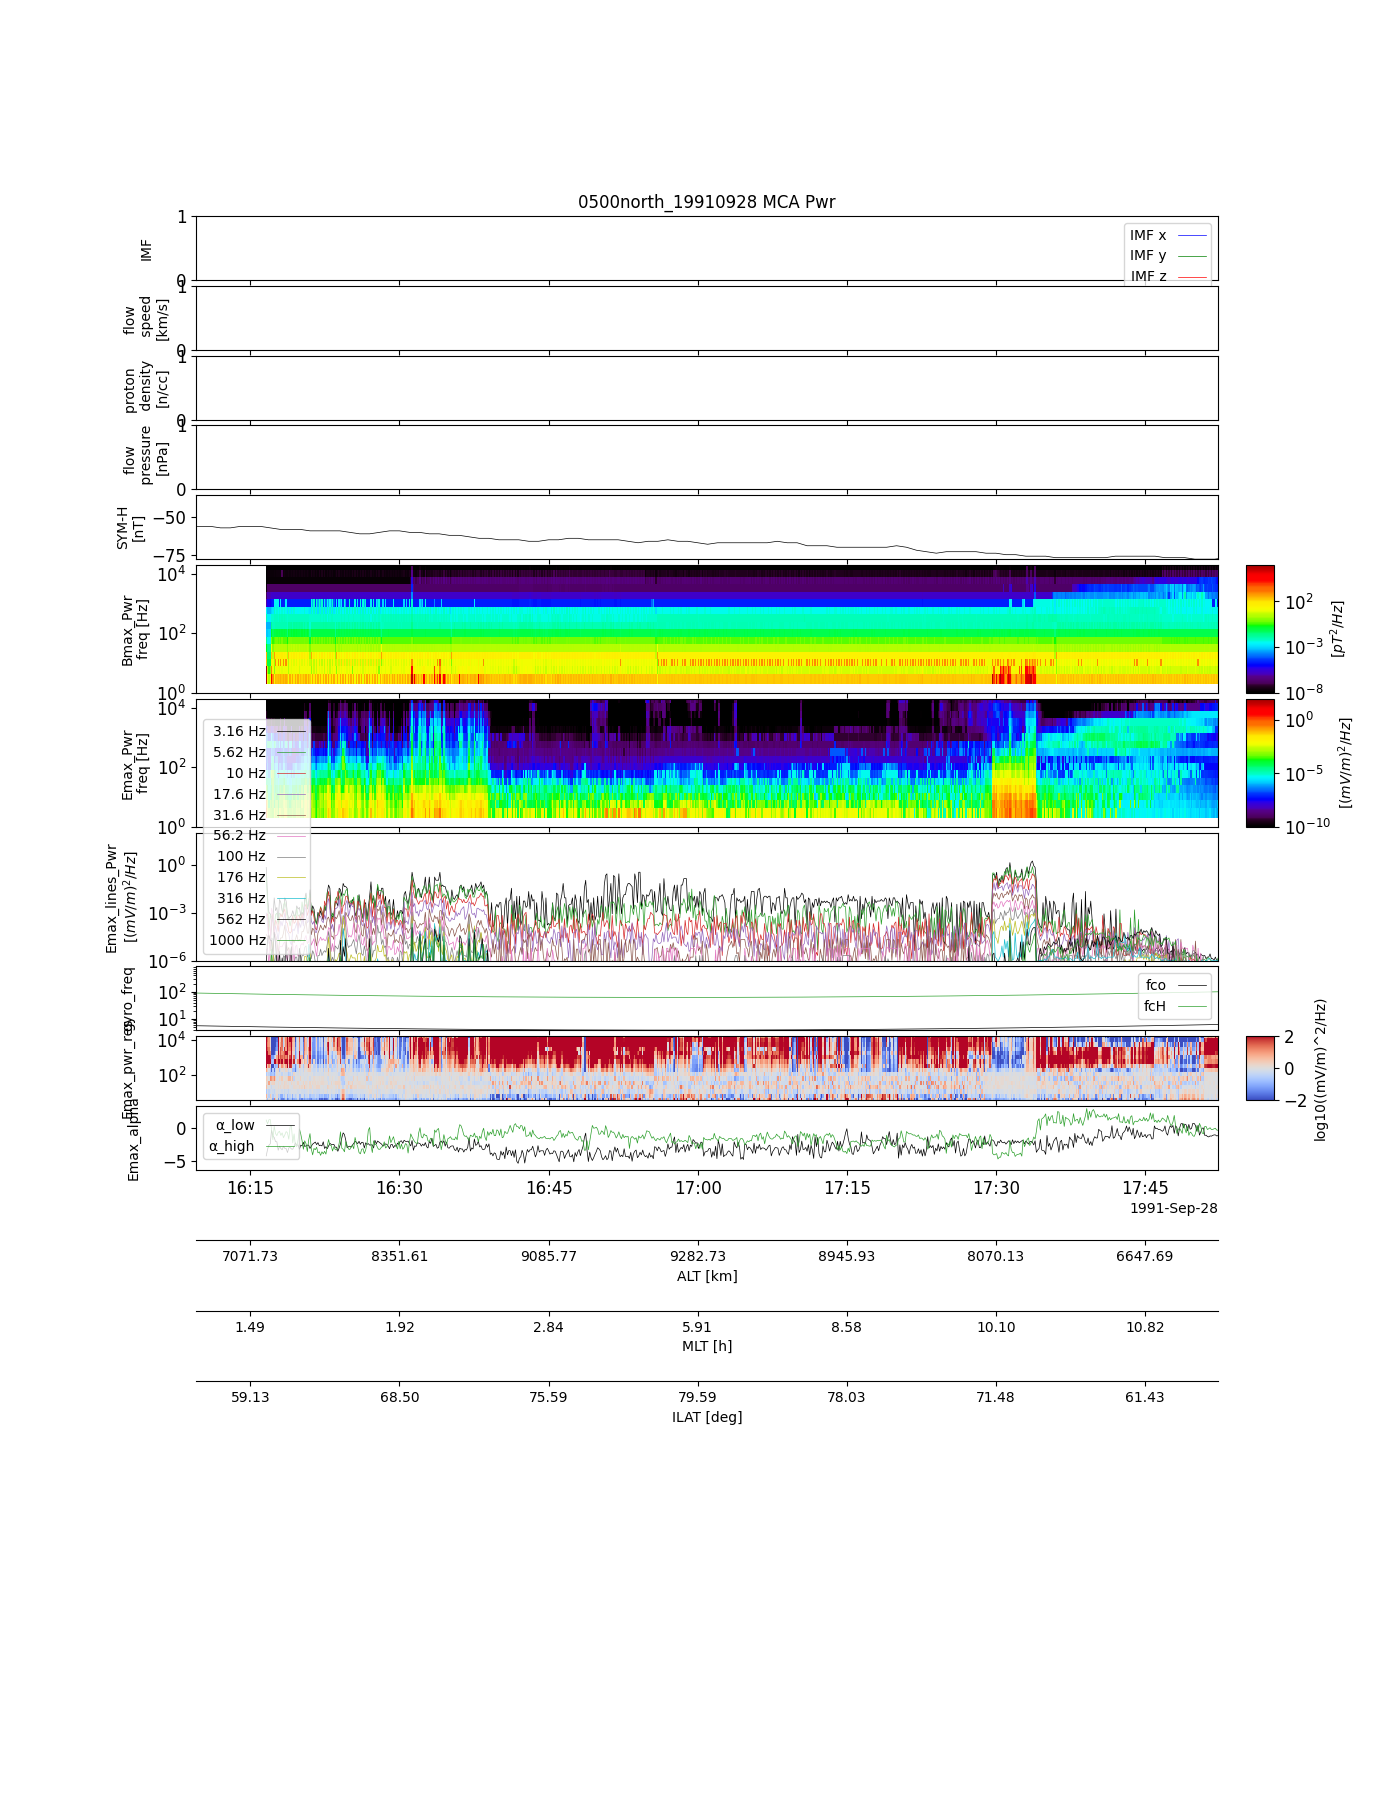 0500north_19910928 MCA Pwr
1
0
IMF
IMF x
IMF y
IMF z
1
0
flow
speed
[km/s]
1
0
proton
density
[n/cc]
1
0
flow
pressure
[nPa]
−50
−75
SYM-H
[nT]
10^4
10^2
10^0
Bmax_Pwr
freq [Hz]
10^2
10^−3
10^−8
[pT^2/Hz]
10^4
10^2
10^0
Emax_Pwr
freq [Hz]
10^0
10^−5
10^−10
[(mV/m)^2/Hz]
3.16 Hz
5.62 Hz
10 Hz
17.6 Hz
31.6 Hz
56.2 Hz
100 Hz
176 Hz
316 Hz
562 Hz
1000 Hz
10^0
10^−3
10^−6
Emax_lines_Pwr
[(mV/m)^2/Hz]
10^2
10^1
gyro_freq
fco
fcH
10^4
10^2
Emax_pwr_res
2
0
−2
log10((mV/m)^2/Hz)
0
−5
Emax_alpha
α_low
α_high
16:15 16:30 16:45 17:00 17:15 17:30 17:45
1991-Sep-28
7071.73 8351.61 9085.77 9282.73 8945.93 8070.13 6647.69
ALT [km]
1.49 1.92 2.84 5.91 8.58 10.10 10.82
MLT [h]
59.13 68.50 75.59 79.59 78.03 71.48 61.43
ILAT [deg]